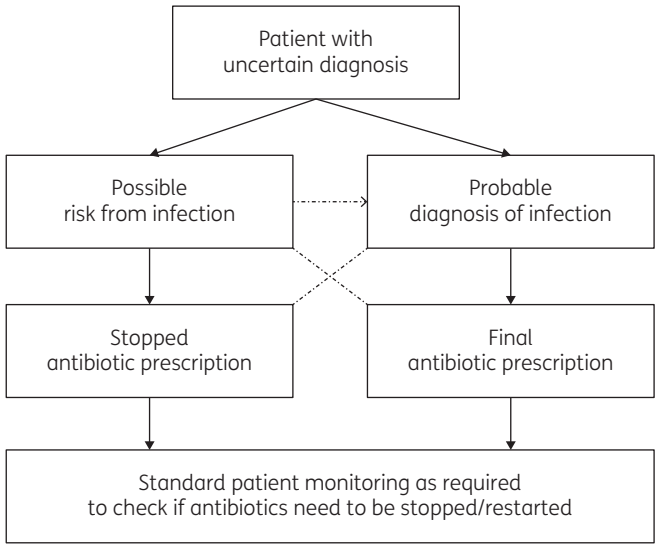 Patient with
uncertain diagnosis
Possible
risk from infection
Probable
diagnosis of infection
Stopped
antibiotic prescription
Final
antibiotic prescription
Standard patient monitoring as required
to check if antibiotics need to be stopped/restarted